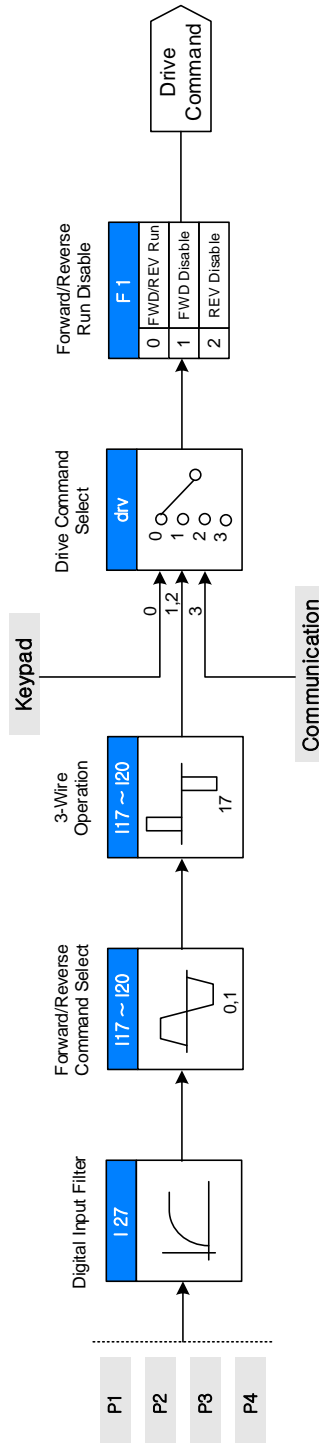 P1
P2
P3
P4
Digital Input Filter
I 27
Forward/Reverse
Command Select
I17 ~ I20
0,1
3-Wire
Operation
I17 ~ I20
17
Keypad
Communication
0
1,2
3
Drive Command
Select
drv
0
1
2
3
Forward/Reverse
Run Disable
F 1
0 FWD/REV Run
1 FWD Disable
2 REV Disable
Drive
Command